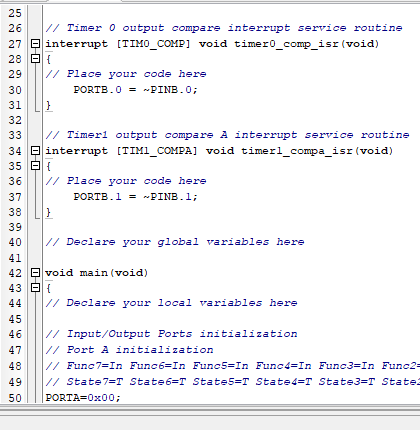 25
26 // Timer 0 output compare interrupt service routine
27 interrupt [TIM0_COMP] void timer0_comp_isr(void)
28 {
29 // Place your code here
30 PORTB.0 = ~PINB.0;
31 }
32
33 // Timer1 output compare A interrupt service routine
34 interrupt [TIM1_COMPA] void timer1_compa_isr(void)
35 {
36 // Place your code here
37 PORTB.1 = ~PINB.1;
38 }
39
40 // Declare your global variables here
41
42 void main(void)
43 {
44 // Declare your local variables here
45
46 // Input/Output Ports initialization
47 // Port A initialization
48 // Func7=In Func6=In Func5=In Func4=In Func3=In Func2=
49 // State7=T State6=T State5=T State4=T State3=T State2
50 PORTA=0x00;